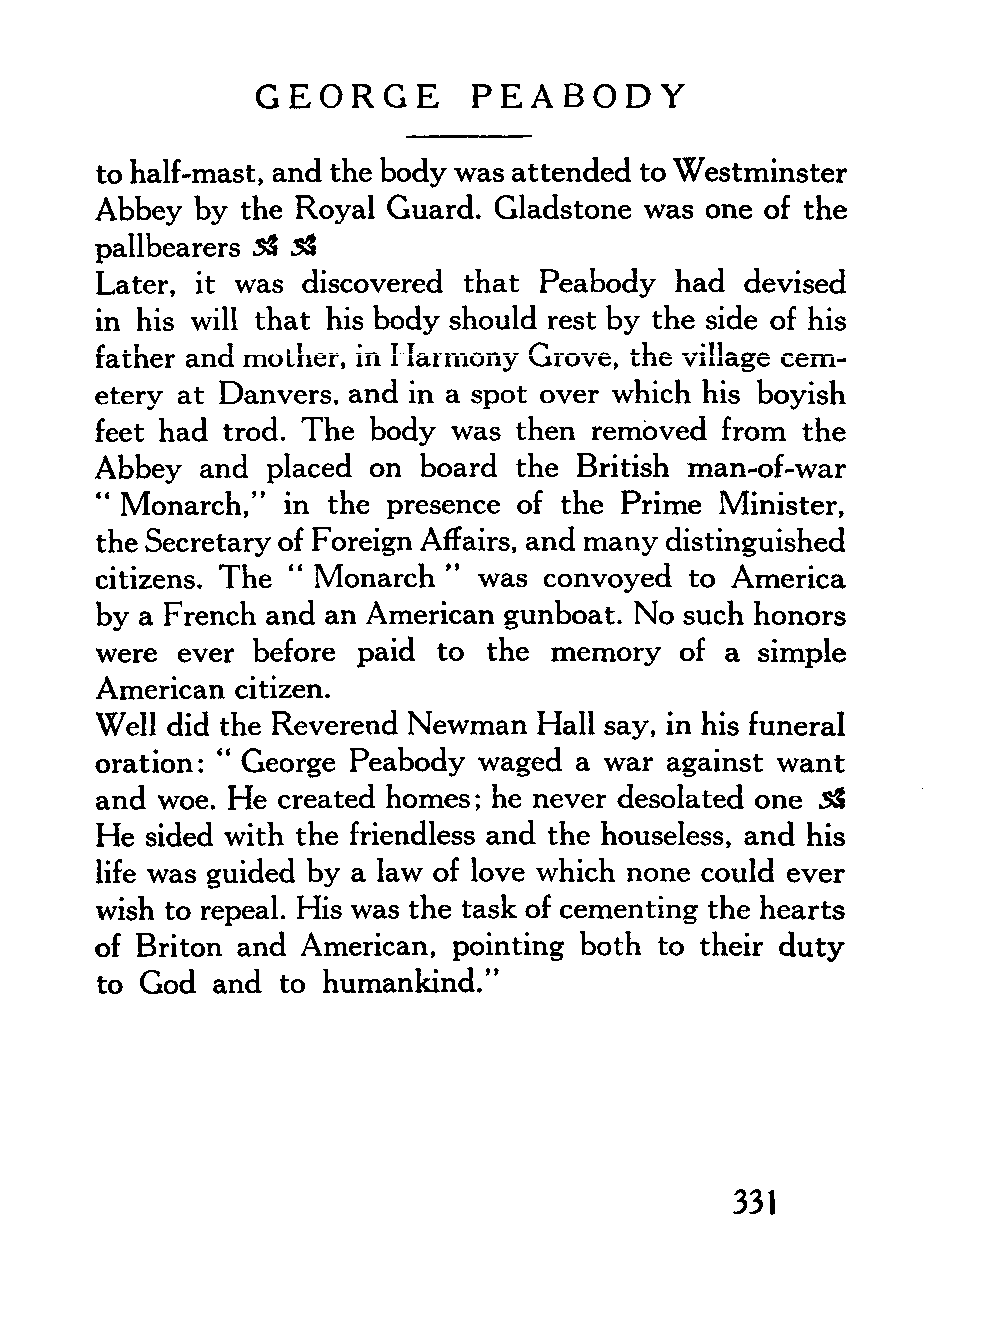 GEORGE PEABODY
to half-mast, and the body was attended to Westminster
Abbey by the Royal Guard. Gladstone was one of the
pallbearers
Later, it was discovered that Peabody had devised
in his will that his body should rest by the side of his
father and mother, in Harmony Grove, the village cem-
etery at Danvers, and in a spot over which his boyish
feet had trod. The body was then removed from the
Abbey and placed on board the British man-of-war
“ Monarch,” in the presence of the Prime Minister,
the Secretary of Foreign Affairs, and many distinguished
citizens. The “ Monarch ” was convoyed to America
by a French and an American gunboat. No such honors
were ever before paid to the memory of a simple
American citizen.
Well did the Reverend Newman Hall say, in his funeral
oration: “ George Peabody waged a war against want
and woe. He created homes; he never desolated one
He sided with the friendless and the houseless, and his
life was guided by a law of love which none could ever
wish to repeal. His was the task of cementing the hearts
of Briton and American, pointing both to their duty
to God and to humankind.”
331